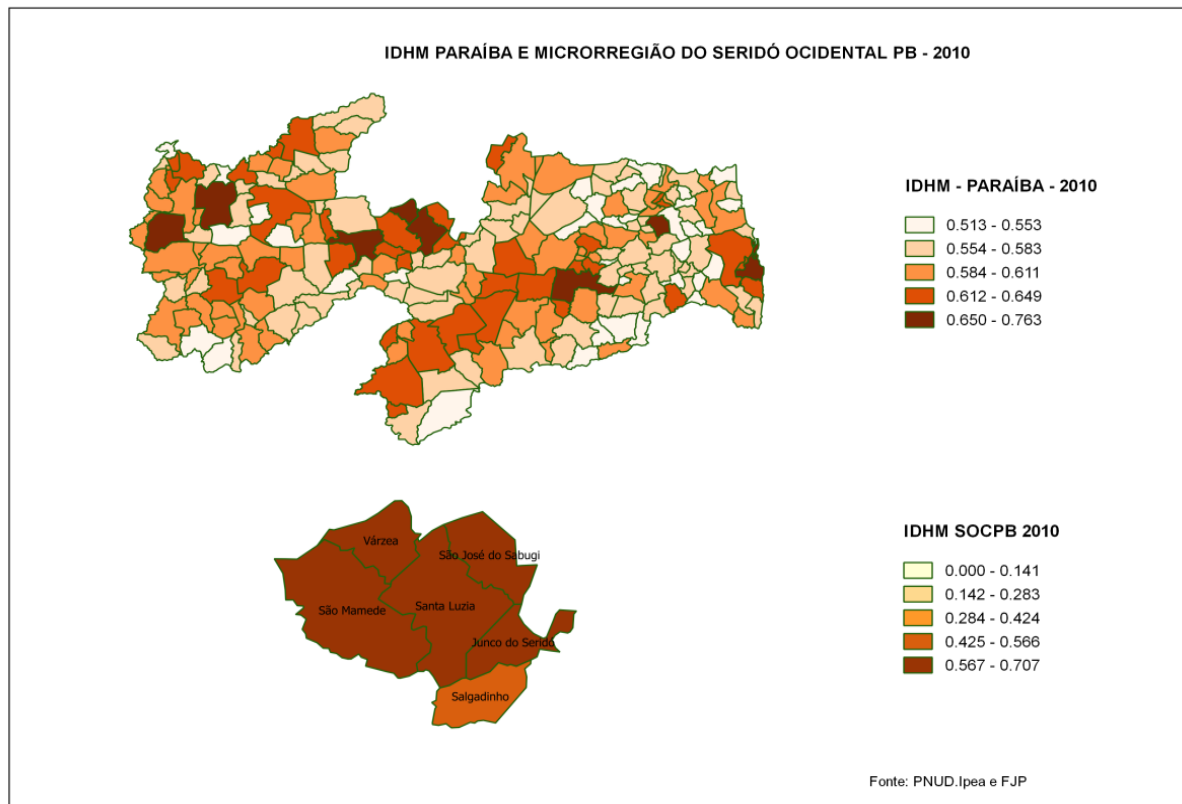 IDHM PARAÍBA E MICRORREGIÃO DO SERIDÓ OCIDENTAL PB - 2010
IDHM - PARAÍBA - 2010
0.513 - 0.553
0.554 - 0.583
0.584 - 0.611
0.612 - 0.649
0.650 - 0.763
Várzea
São José do Sabugi
São Mamede
Santa Luzia
Junco do Seridó
Salgadinho
IDHM SOCPB 2010
0.000 - 0.141
0.142 - 0.283
0.284 - 0.424
0.425 - 0.566
0.567 - 0.707
Fonte: PNUD.Ipea e FJP